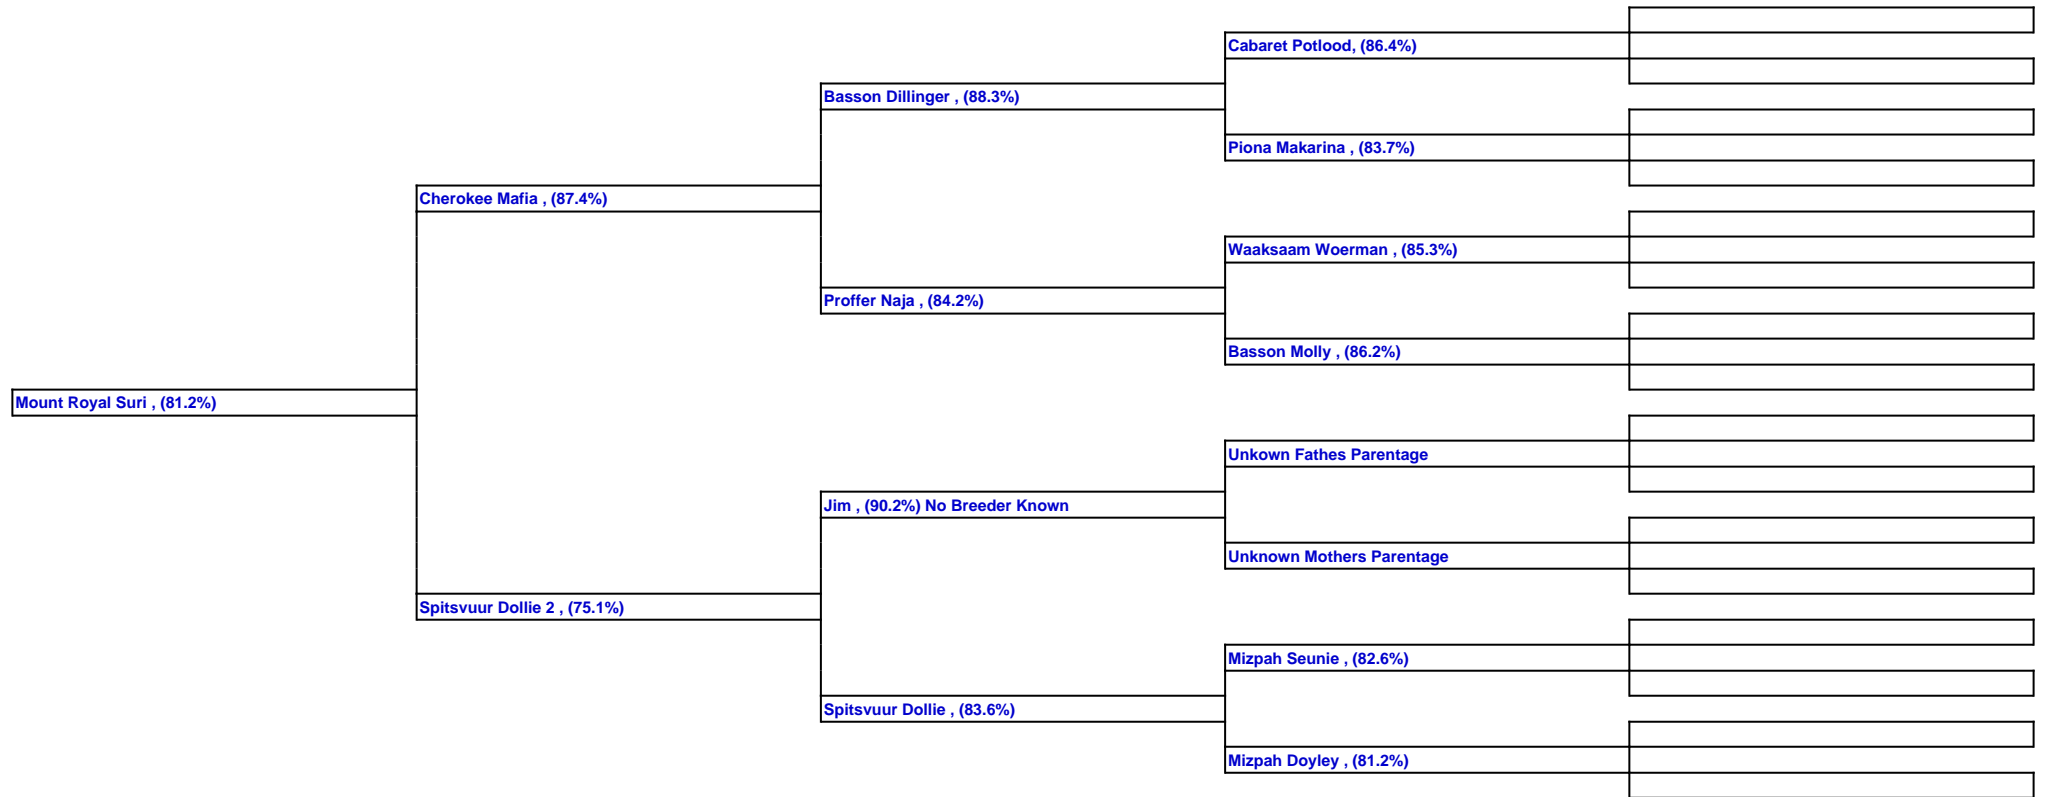 Cabaret Potlood, (86.4%)
Basson Dillinger , (88.3%)
Piona Makarina , (83.7%)
Cherokee Mafia , (87.4%)
Waaksaam Woerman , (85.3%)
Proffer Naja , (84.2%)
Basson Molly , (86.2%)
Mount Royal Suri , (81.2%)
Unkown Fathes Parentage
Jim , (90.2%) No Breeder Known
Unknown Mothers Parentage
Spitsvuur Dollie 2 , (75.1%)
Mizpah Seunie , (82.6%)
Spitsvuur Dollie , (83.6%)
Mizpah Doyley , (81.2%)